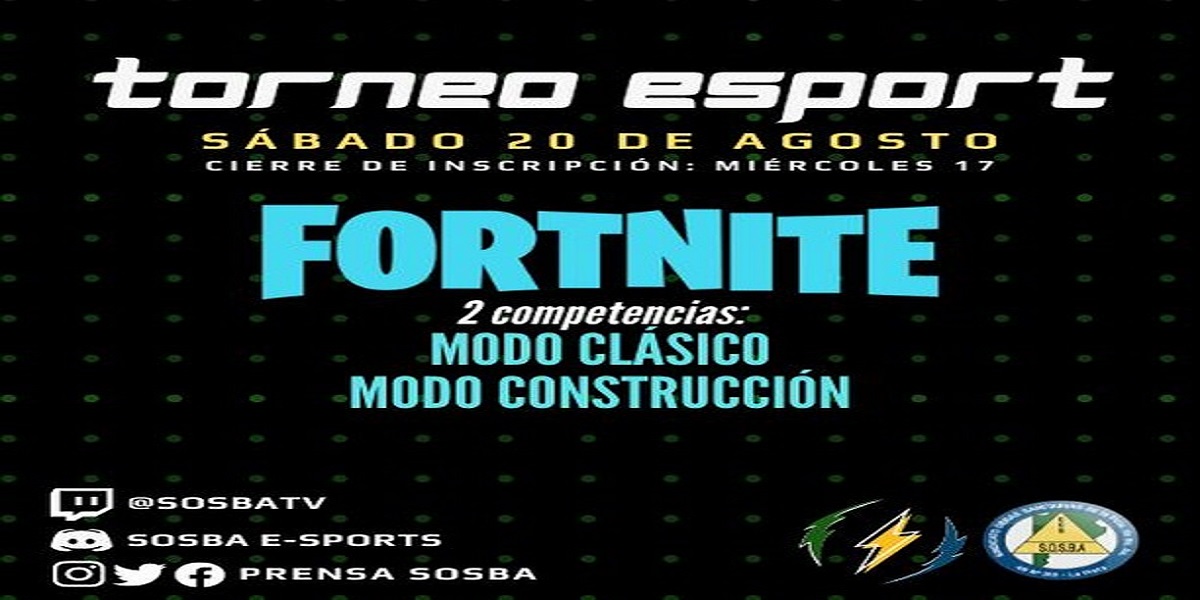 torneo esport
SÁBADO 20 DE AGOSTO
CIERRE DE INSCRIPCIÓN: MIÉRCOLES 17
FORTNITE
2 competencias:
MODO CLÁSICO
MODO CONSTRUCCIÓN
@SOSBATV
SOSBA E-SPORTS
PRENSA SOSBA
S.O.S.B.A